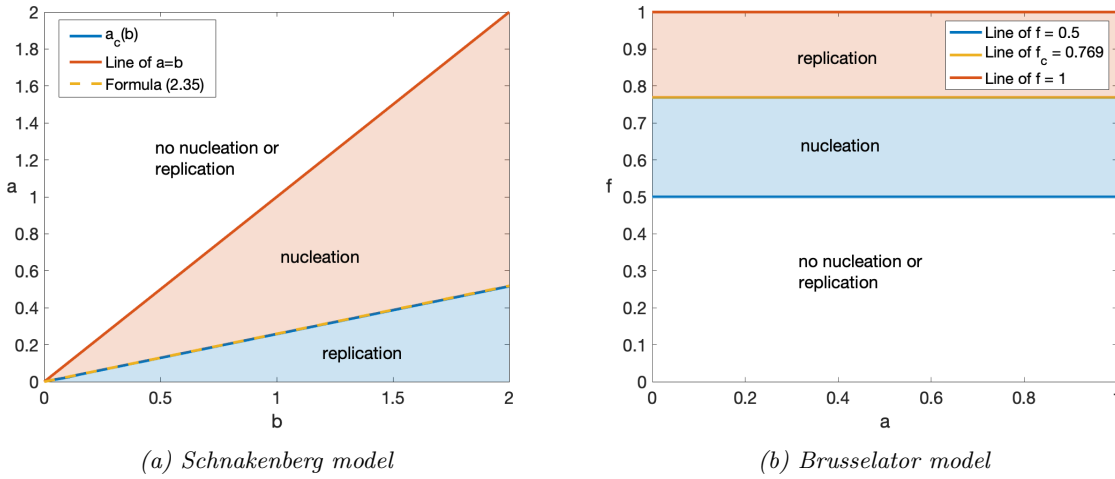 2
1.8
1.6
1.4
1.2
1
0.8
0.6
0.4
0.2
0
a
a_c(b)
Line of a=b
Formula (2.35)
no nucleation or
replication
nucleation
replication
0
0.5
1
1.5
2
b
(a) Schnakenberg model
1
0.9
0.8
0.7
0.6
0.5
0.4
0.3
0.2
0.1
0
f
Line of f = 0.5
Line of f_c = 0.769
Line of f = 1
replication
nucleation
no nucleation or
replication
0
0.2
0.4
0.6
0.8
1
a
(b) Brusselator model